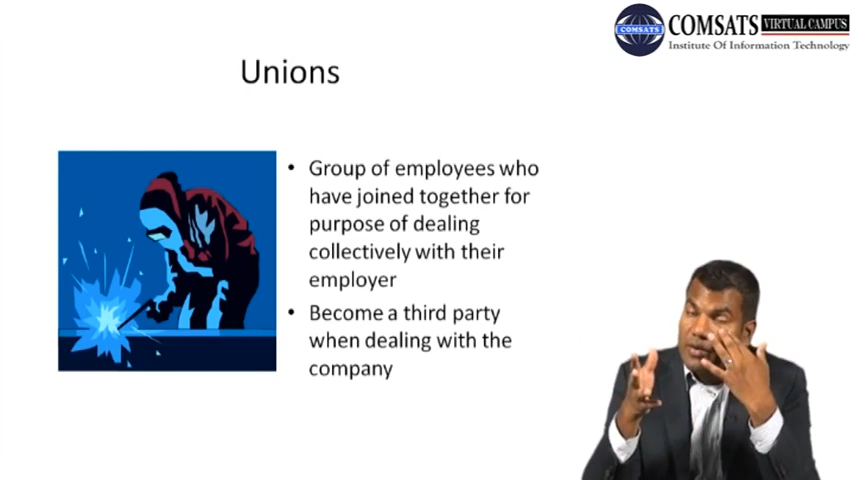 COMSATS VIRTUAL CAMPUS
COMSATS
Institute Of Information Technology
Unions
• Group of employees who
have joined together for
purpose of dealing
collectively with their
employer
• Become a third party
when dealing with the
company